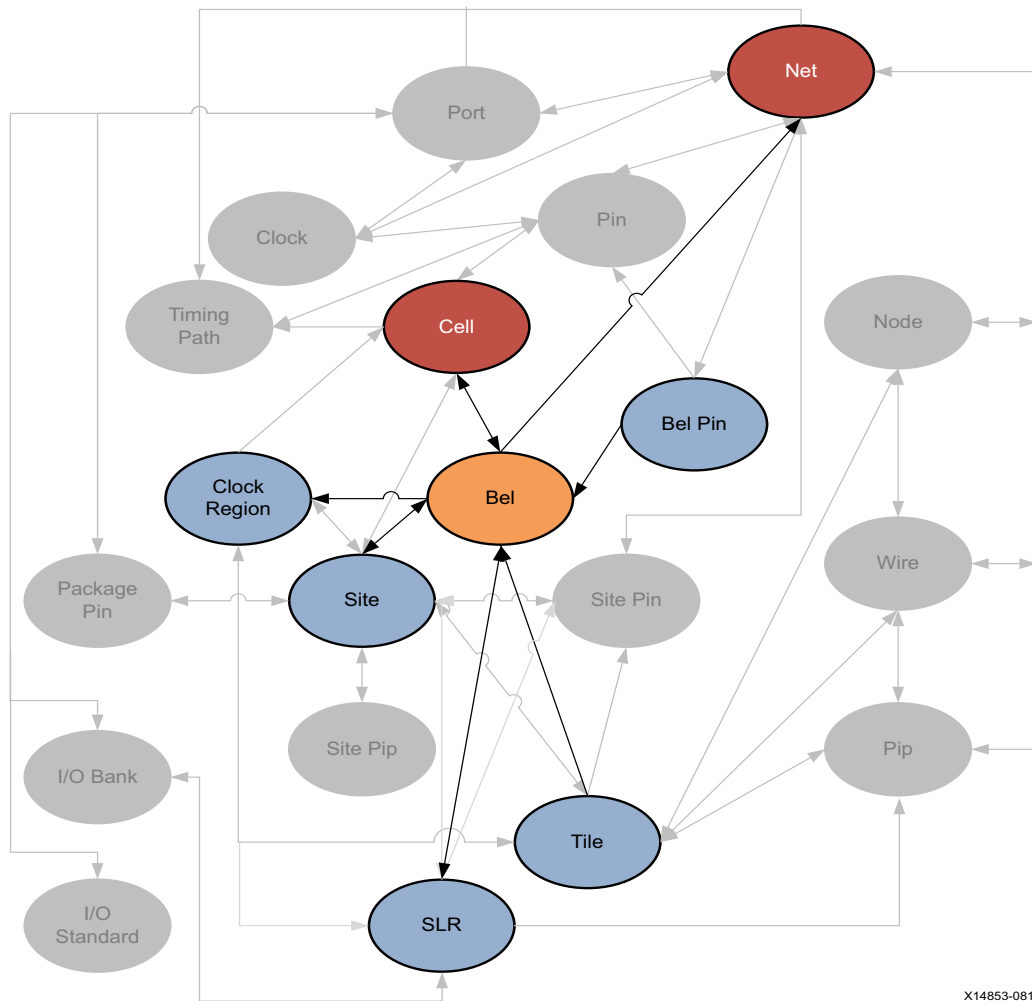 Net
Port
Pin
Clock
Timing
Path
Cell
Node
Bel Pin
Clock
Region
Bel
Wire
Package
Pin
Site
Site Pin
Site Pip
Pip
I/O Bank
Tile
I/O
Standard
SLR
X14853-081